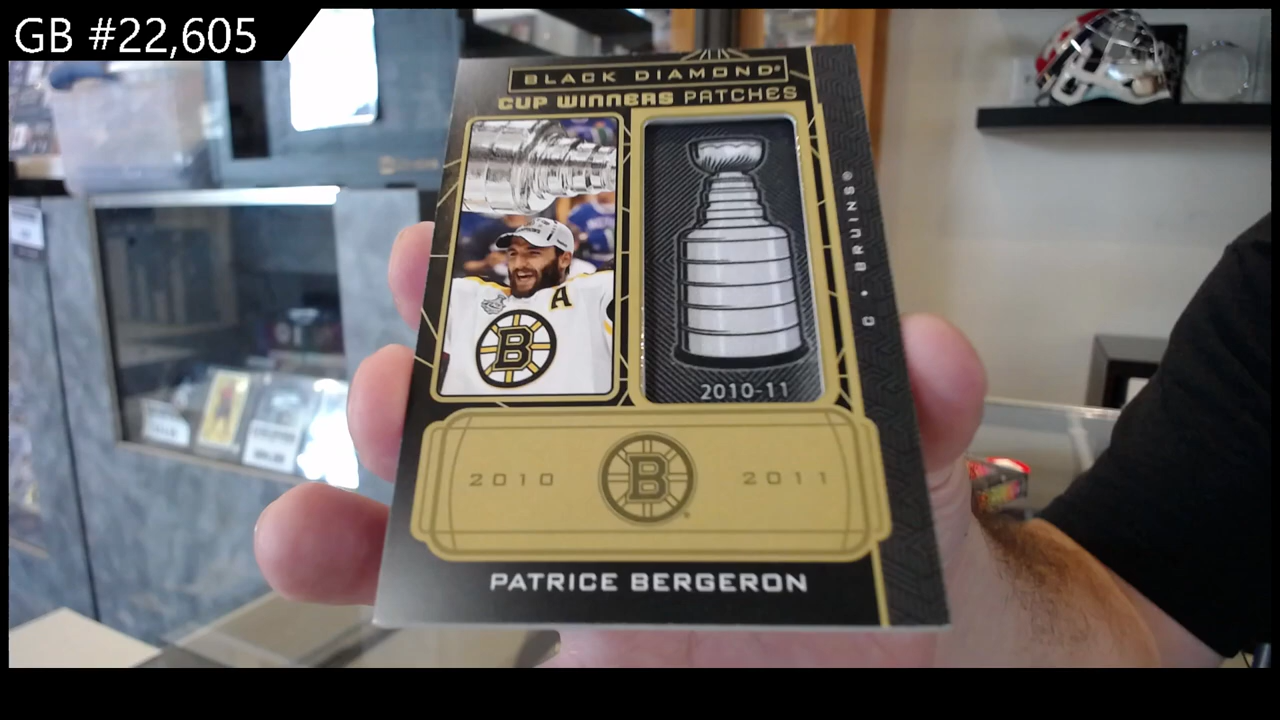 GB #22,605
BLACK DIAMOND®
CUP WINNERS PATCHES
C • BRUINS®
A
B
2010-11
2010 B 2011
PATRICE BERGERON